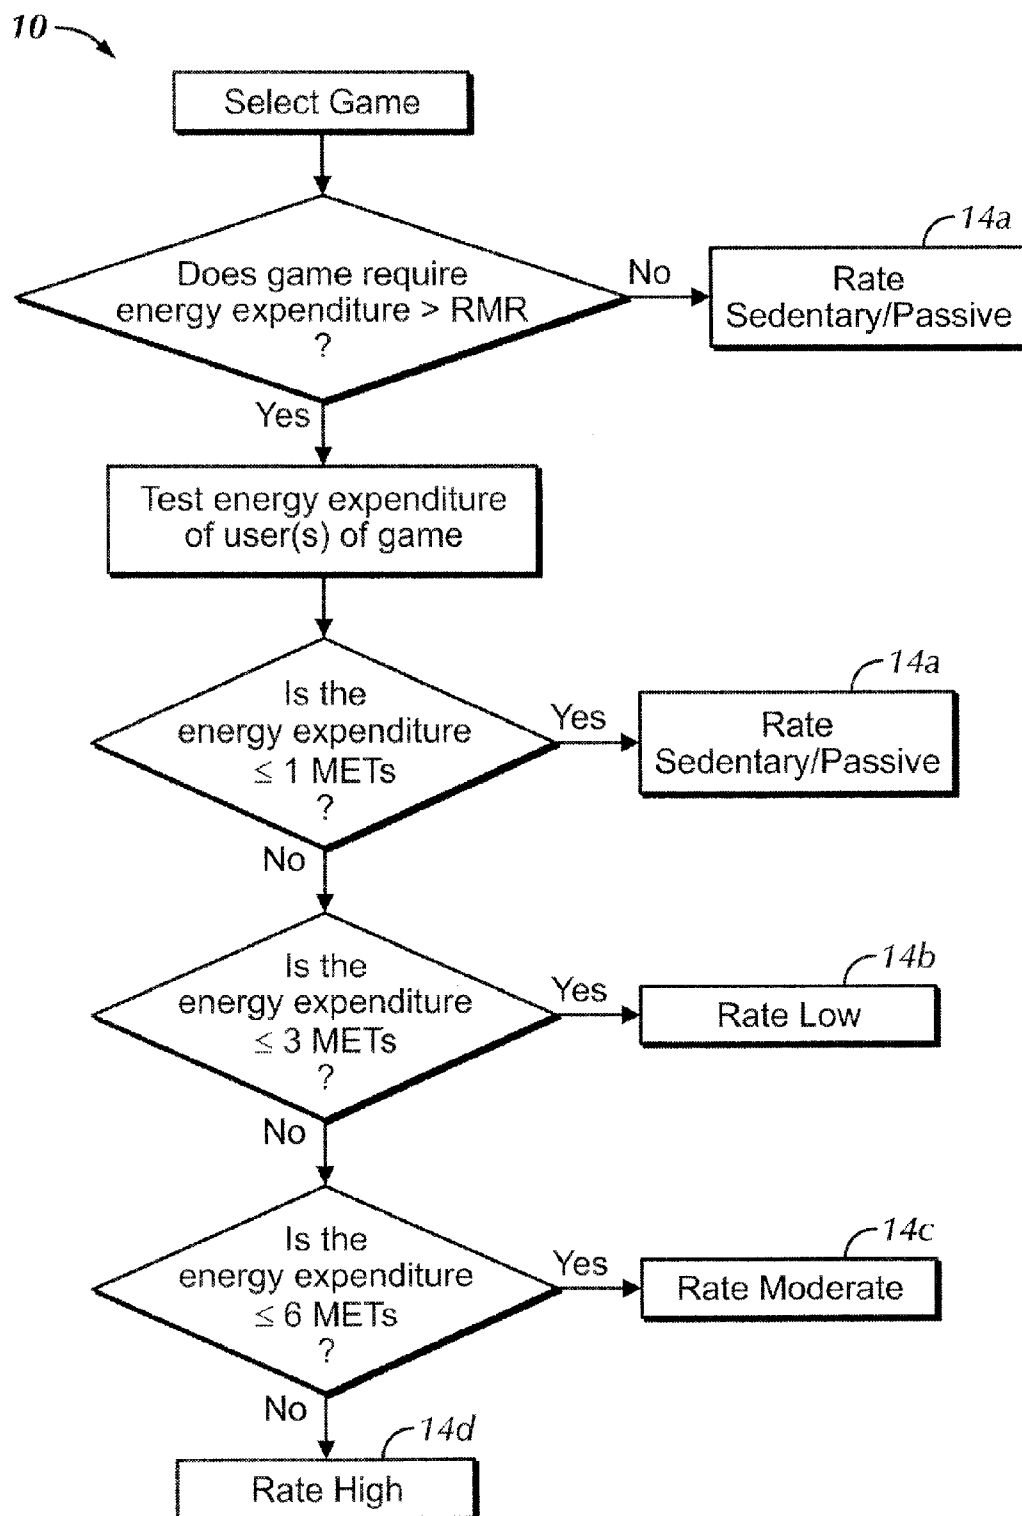 10
Select Game
14a
Does game require
energy expenditure > RMR
?
No
Rate
Sedentary/Passive
Yes
Test energy expenditure
of user(s) of game
14a
Is the
energy expenditure
≤ 1 METs
?
Yes
Rate
Sedentary/Passive
No
14b
Is the
energy expenditure
≤ 3 METs
?
Yes
Rate Low
No
14c
Is the
energy expenditure
≤ 6 METs
?
Yes
Rate Moderate
No
14d
Rate High